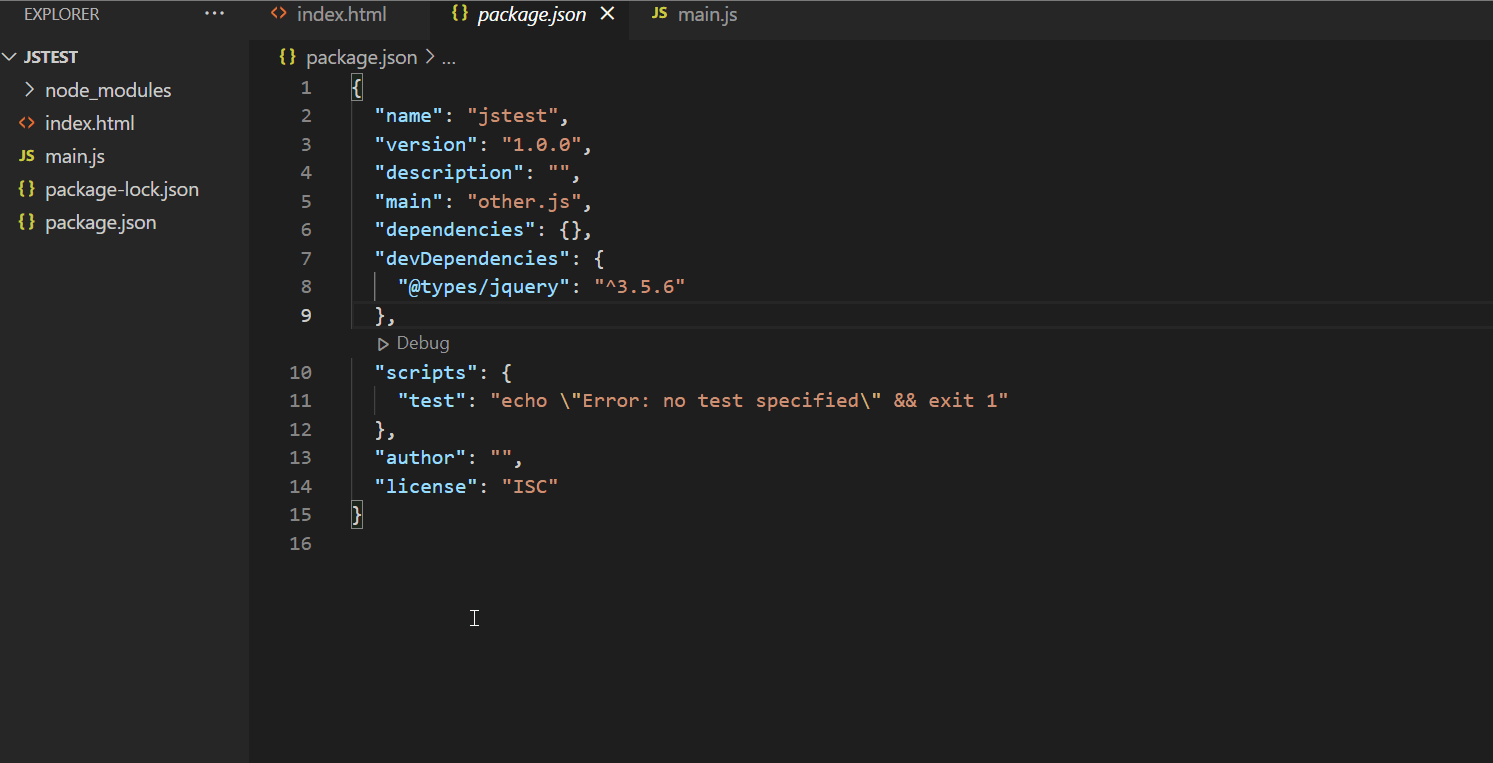 EXPLORER ...
JSTEST
node_modules
index.html
JS main.js
{} package-lock.json
{} package.json
index.html {} package.json JS main.js
{} package.json > ...
1 {
2 "name": "jstest",
3 "version": "1.0.0",
4 "description": "",
5 "main": "other.js",
6 "dependencies": {},
7 "devDependencies": {
8 "@types/jquery": "^3.5.6"
9 },
Debug
10 "scripts": {
11 "test": "echo \"Error: no test specified\" && exit 1"
12 },
13 "author": "",
14 "license": "ISC"
15 }
16